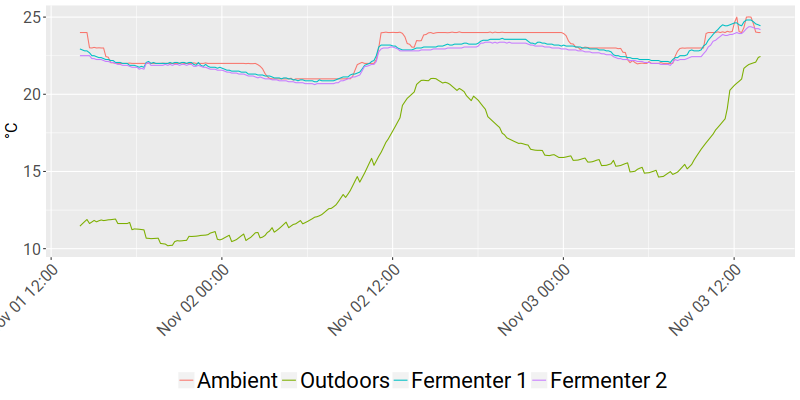 25
20
15
10
°C
ov 01 12:00
Nov 02 00:00
Nov 02 12:00
Nov 03 00:00
Nov 03 12:00
Ambient Outdoors Fermenter 1 Fermenter 2